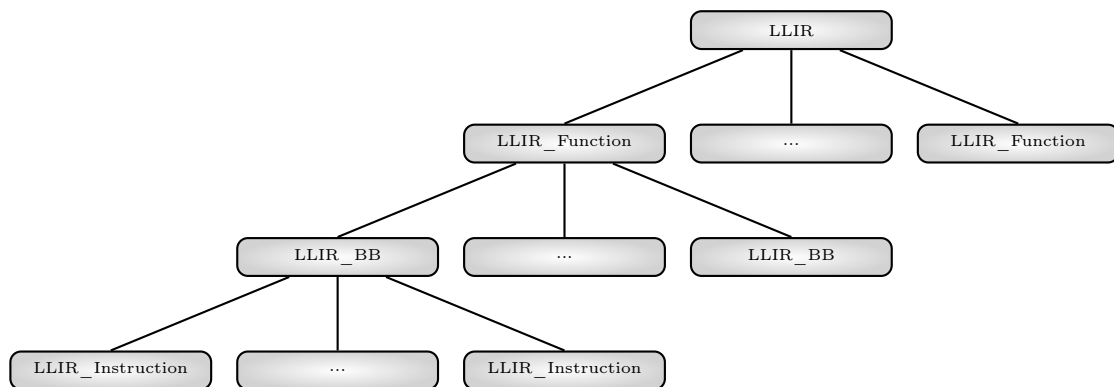 LLIR
LLIR_Function
...
LLIR_Function
LLIR_BB
...
LLIR_BB
LLIR_Instruction
...
LLIR_Instruction